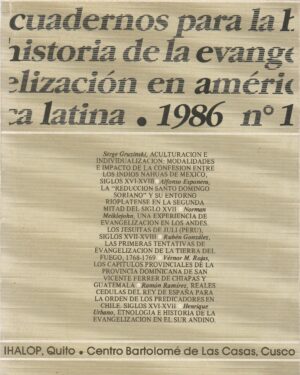 cuadernos para la h
historia de la evange
elización en améric
ca latina . 1986 n° 1
Serge Gruzinski, ACULTURACION E
INDIVIDUALIZACION: MODALIDADES
E IMPACTO DE LA CONFESION ENTRE
LOS INDIOS NAHUAS DE MEXICO,
SIGLOS XVI-XVIII • Alfonso Esponera,
LA "REDUCCION SANTO DOMINGO
SORIANO" Y SU ENTORNO
RIOPLATENSE EN LA SEGUNDA
MITAD DEL SIGLO XVII • Norman
Meiklejohn, UNA EXPERIENCIA DE
EVANGELIZACION EN LOS ANDES.
LOS JESUITAS DE JULI (PERU),
SIGLOS XVII-XVIII • Rubén González,
LAS PRIMERAS TENTATIVAS DE
EVANGELIZACION DE LA TIERRA DEL
FUEGO, 1768-1769. • Vérnor M. Rojas,
LOS CAPITULOS PROVINCIALES DE LA
PROVINCIA DOMINICANA DE SAN
VICENTE FERRER DE CHIAPAS Y
GUATEMALA • Ramón Ramírez, REALES
CEDULAS DEL REY DE ESPAÑA PARA
LA ORDEN DE LOS PREDICADORES EN
CHILE. SIGLOS XVI-XVII • Henrique
Urbano, ETNOLOGIA E HISTORIA DE LA
EVANGELIZACION EN EL SUR ANDINO.
IHALOP, Quito • Centro Bartolomé de Las Casas, Cusco